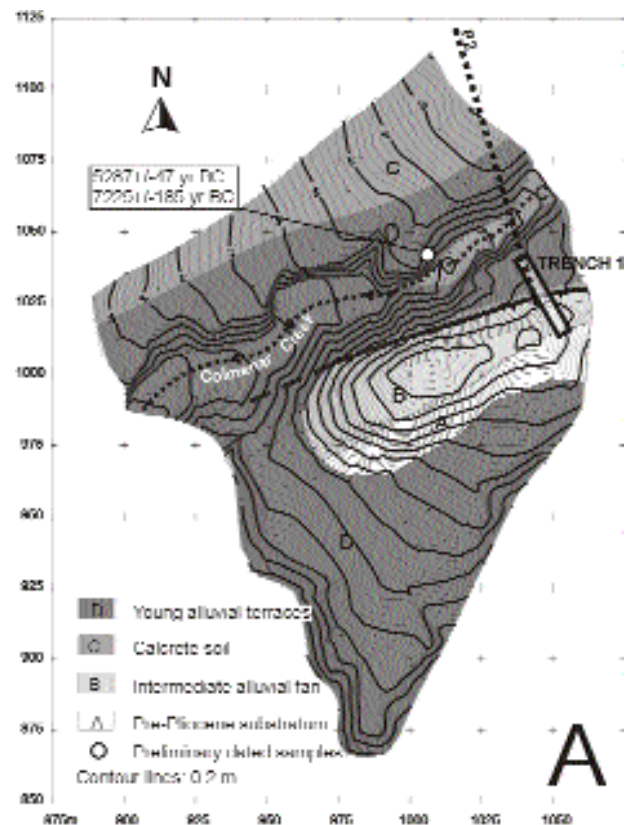 1125
1100
1075
1050
1025
1000
975
950
925
900
875
850
N
5287+/-47 yr BC
7225+/-185 yr BC
C
D
TRENCH 1
Colmenar Creek
B
A
D
D Young alluvial terraces
C Calcrete soil
B Intermediate alluvial fan
A Pre-Pliocene substratum
Preliminary dated samples
Contour lines: 0.2 m
A
900
925
950
975
1000
1025
1050